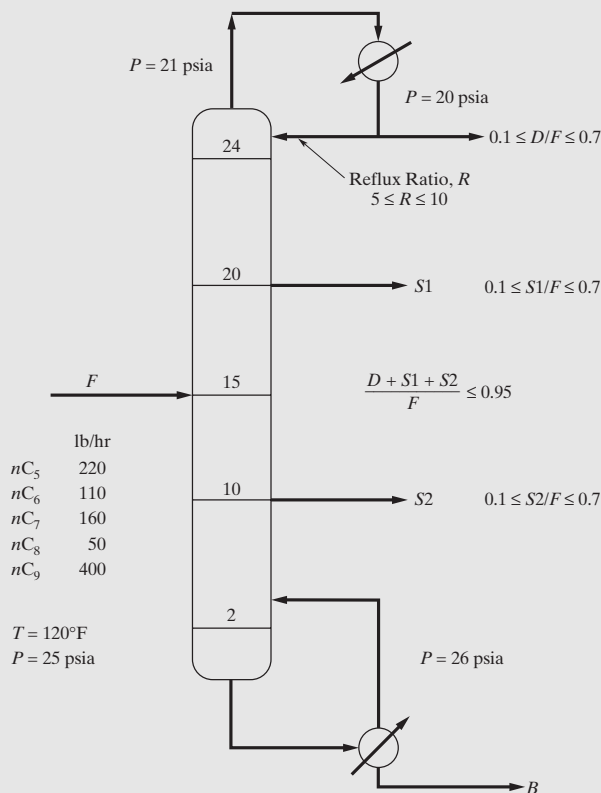 P = 21 psia
P = 20 psia
0.1 ≤ D/F ≤ 0.7
24
Reflux Ratio, R
5 ≤ R ≤ 10
20
S1
0.1 ≤ S1/F ≤ 0.7
F
15
D + S1 + S2
F
≤ 0.95
lb/hr
nC5 220
nC6 110
nC7 160
nC8 50
nC9 400
10
S2
0.1 ≤ S2/F ≤ 0.7
2
T = 120°F
P = 25 psia
P = 26 psia
B